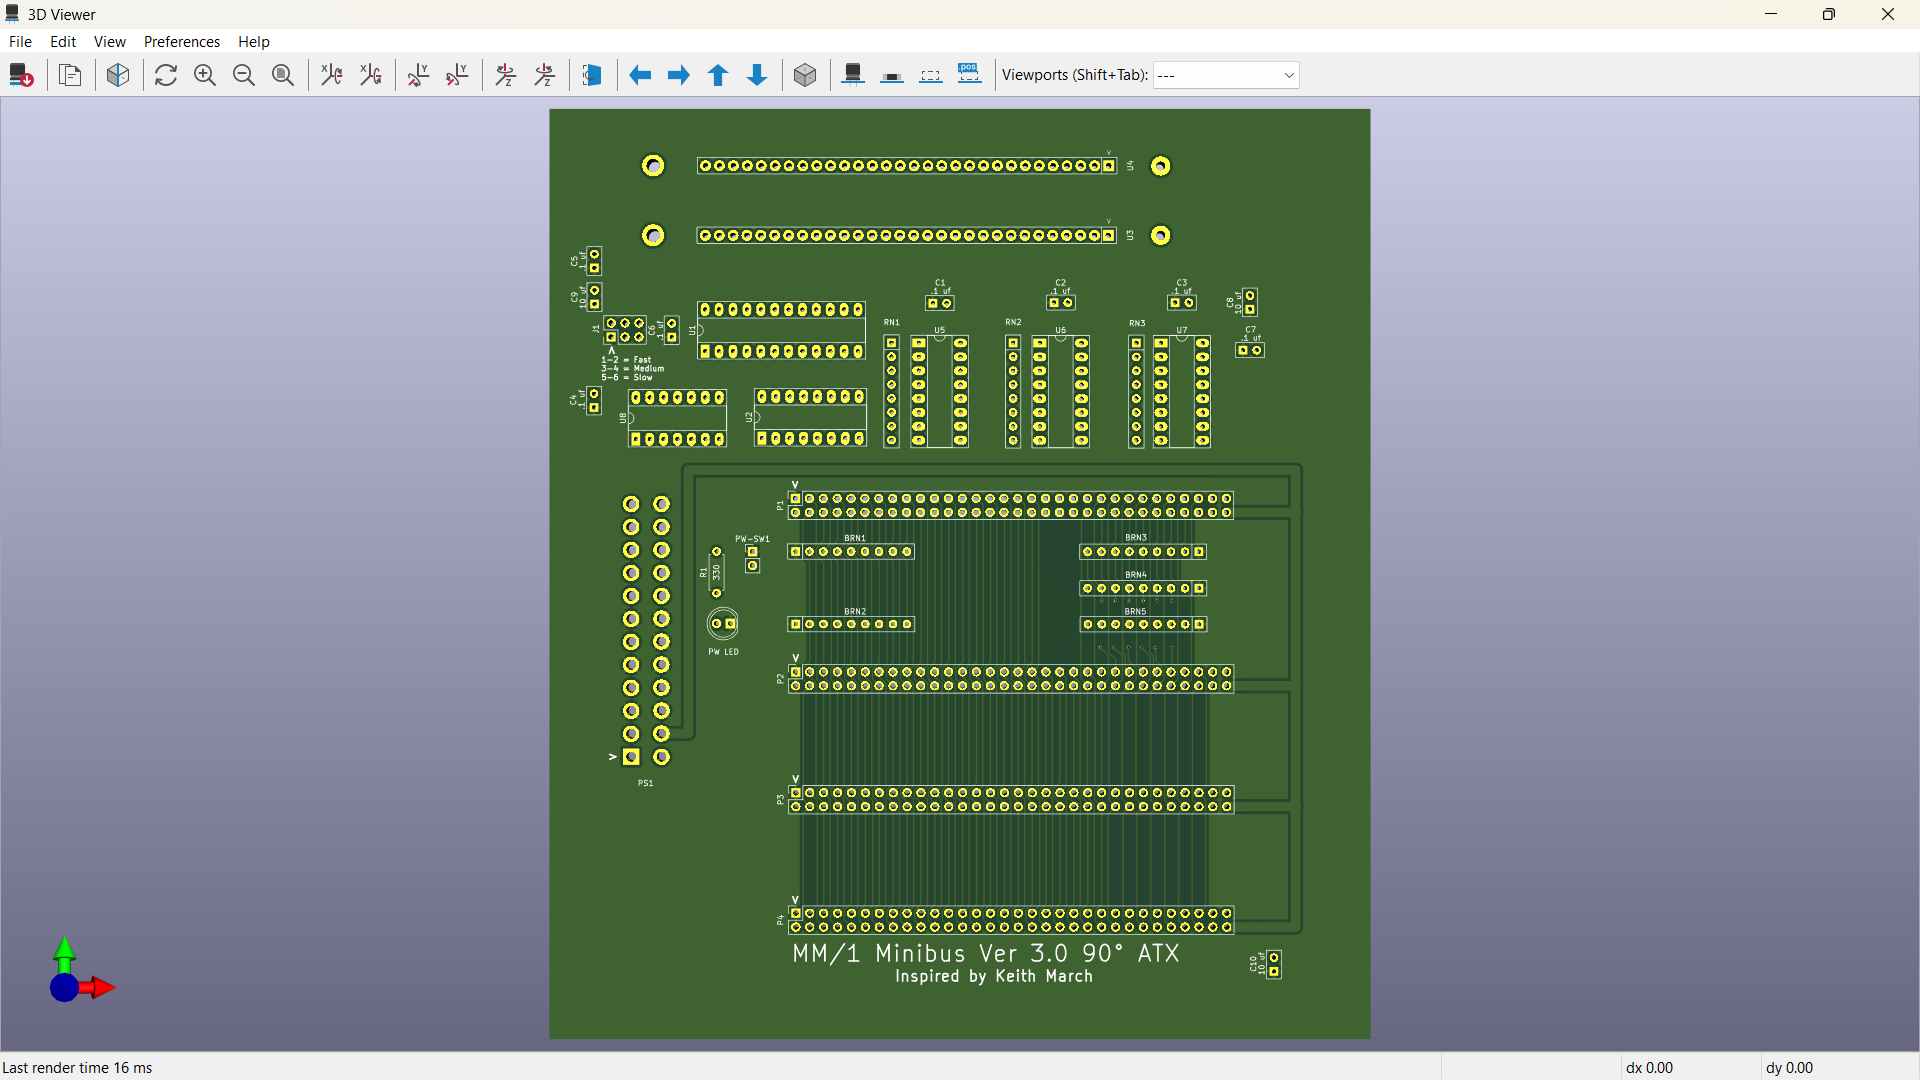 3D Viewer
File Edit View Preferences Help
Viewports (Shift+Tab): ---
U4
U3
C5 .1 uf
C9 10 uf
J1
C6 .1 uf
U1
C1 .1 uf
C2 .1 uf
C3 .1 uf
C8 10 uf
C7 .1 uf
RN1
U5
RN2
U6
RN3
U7
1-2 = Fast
3-4 = Medium
5-6 = Slow
C4 .1 uf
U8
U2
P1
PW-SW1
BRN1
BRN3
R1
330
BRN4
BRN2
BRN5
PW LED
P2
PS1
P3
P4
MM/1 Minibus Ver 3.0 90° ATX
Inspired by Keith March
C10 10 uf
Last render time 16 ms
dx 0.00
dy 0.00